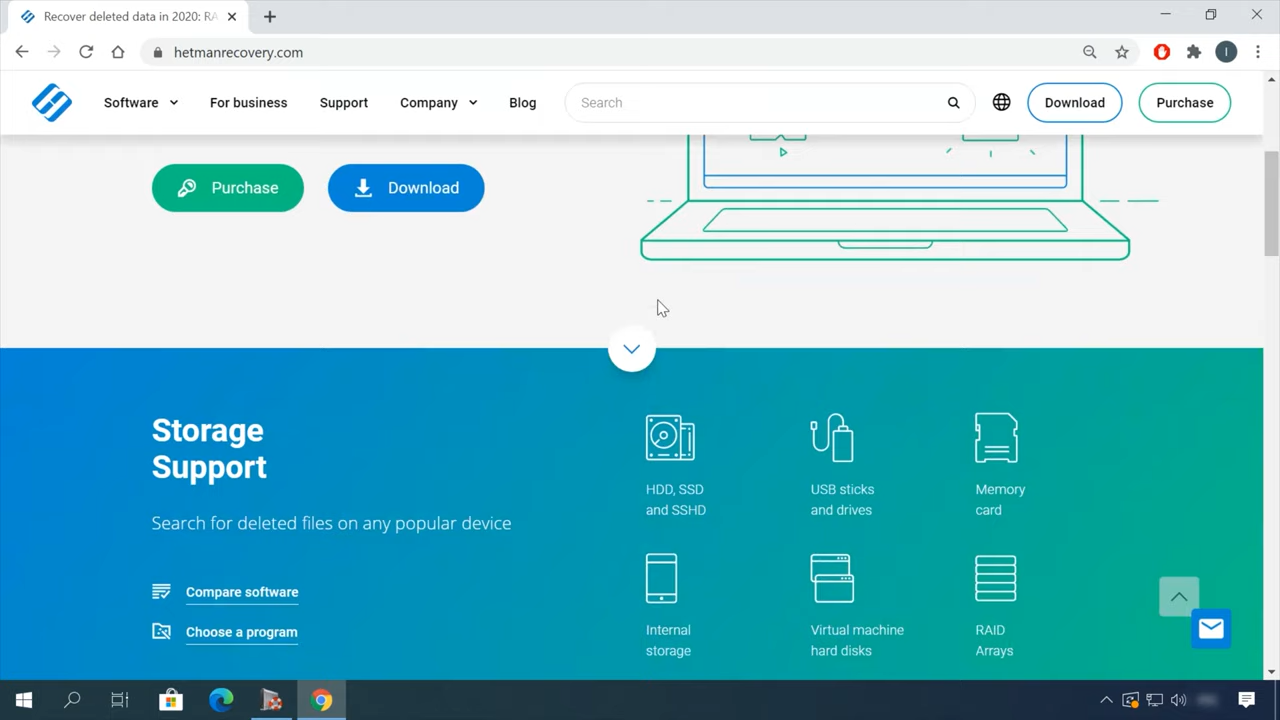 Recover deleted data in 2020: RA
hetmanrecovery.com
I
Software
For business
Support
Company
Blog
Search
Download
Purchase
Purchase
Download
Storage
Support
Search for deleted files on any popular device
Compare software
Choose a program
HDD, SSD
and SSHD
USB sticks
and drives
Memory
card
Internal
storage
Virtual machine
hard disks
RAID
Arrays